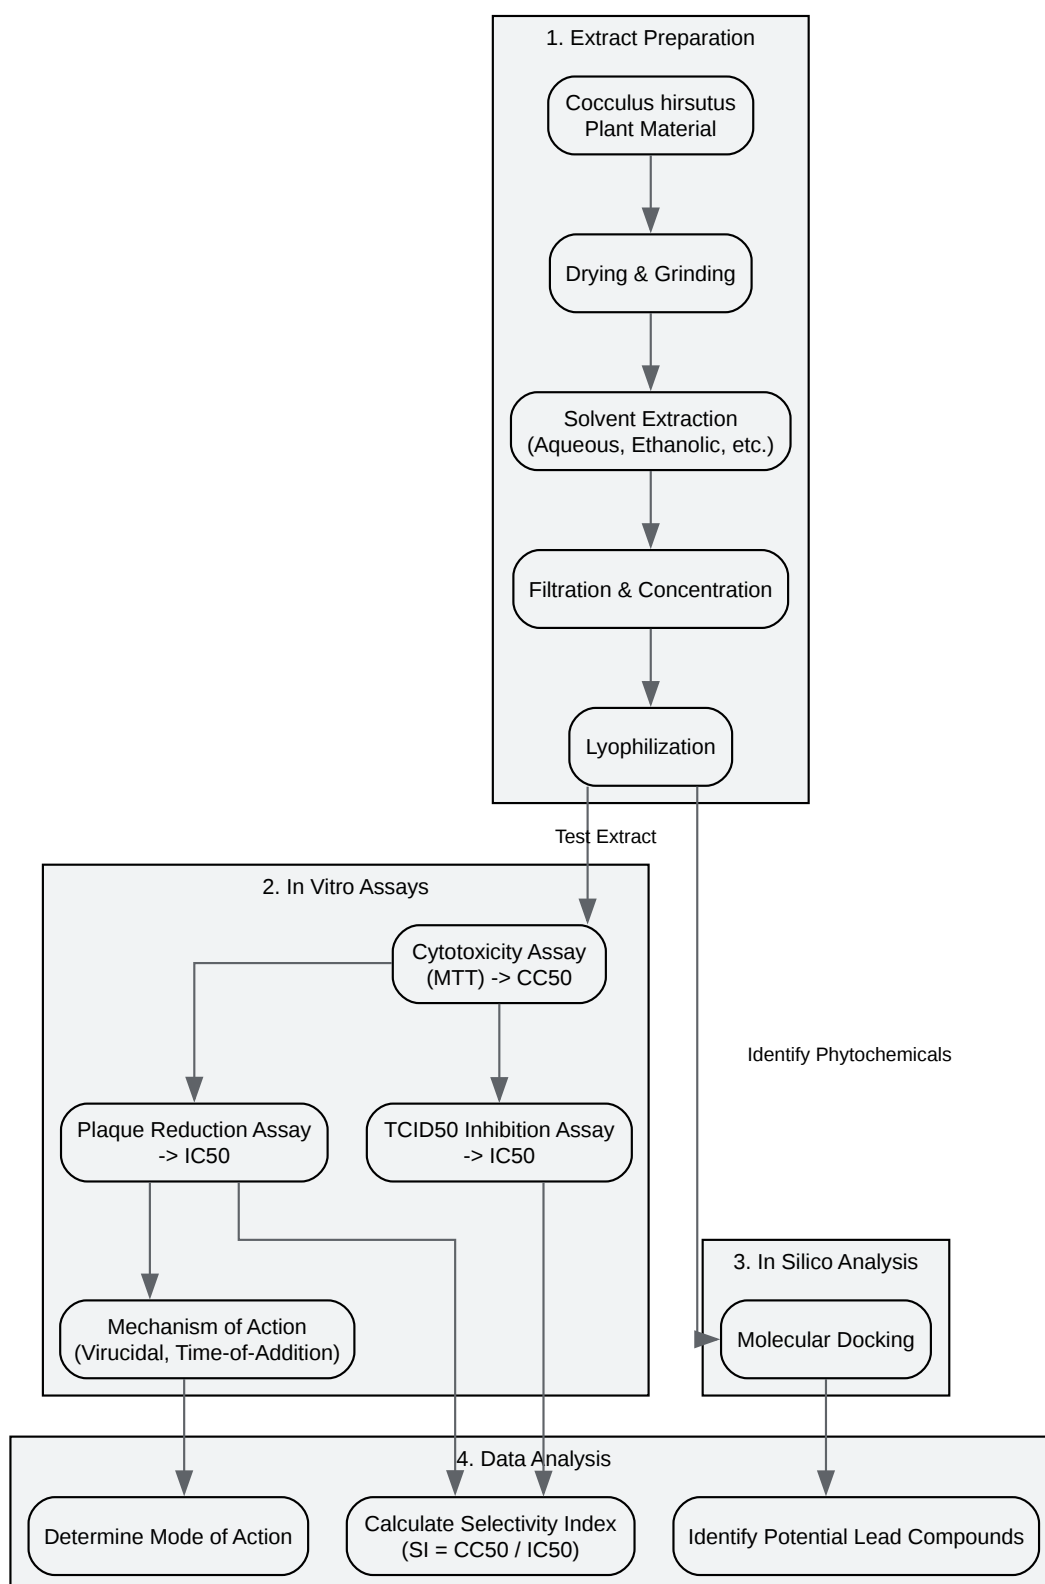 1. Extract Preparation
Cocculus hirsutus
Plant Material
Drying & Grinding
Solvent Extraction
(Aqueous, Ethanolic, etc.)
Filtration & Concentration
Lyophilization
Test Extract
2. In Vitro Assays
Cytotoxicity Assay
(MTT) -> CC50
Identify Phytochemicals
Plaque Reduction Assay
-> IC50
TCID50 Inhibition Assay
-> IC50
Mechanism of Action
(Virucidal, Time-of-Addition)
3. In Silico Analysis
Molecular Docking
4. Data Analysis
Determine Mode of Action
Calculate Selectivity Index
(SI = CC50 / IC50)
Identify Potential Lead Compounds